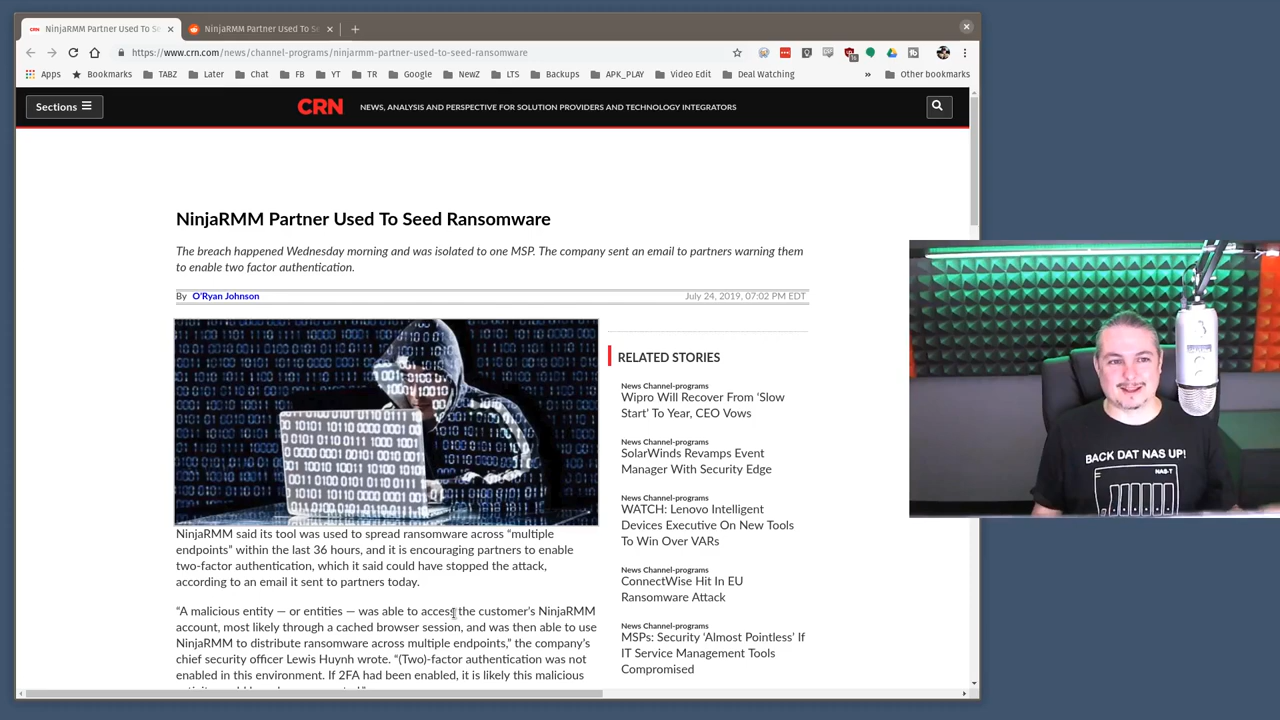 NinjaRMM Partner Used To Se
NinjaRMM Partner Used To Se
https://www.crn.com/news/channel-programs/ninjarmm-partner-used-to-seed-ransomware
Apps
Bookmarks
TABZ
Later
Chat
FB
YT
TR
Google
NewZ
LTS
Backups
APK_PLAY
Video Edit
Deal Watching
»
Other bookmarks
Sections
CRN
NEWS, ANALYSIS AND PERSPECTIVE FOR SOLUTION PROVIDERS AND TECHNOLOGY INTEGRATORS
NinjaRMM Partner Used To Seed Ransomware
The breach happened Wednesday morning and was isolated to one MSP. The company sent an email to partners warning them
to enable two factor authentication.
By O'Ryan Johnson
July 24, 2019, 07:02 PM EDT
NinjaRMM said its tool was used to spread ransomware across “multiple
endpoints” within the last 36 hours, and it is encouraging partners to enable
two-factor authentication, which it said could have stopped the attack,
according to an email it sent to partners today.
“A malicious entity — or entities — was able to access the customer’s NinjaRMM
account, most likely through a cached browser session, and was then able to use
NinjaRMM to distribute ransomware across multiple endpoints,” the company’s
chief security officer Lewis Huynh wrote. “(Two)-factor authentication was not
enabled in this environment. If 2FA had been enabled, it is likely this malicious
RELATED STORIES
News Channel-programs
Wipro Will Recover From ‘Slow
Start’ To Year, CEO Vows
News Channel-programs
SolarWinds Revamps Event
Manager With Security Edge
News Channel-programs
WATCH: Lenovo Intelligent
Devices Executive On New Tools
To Win Over VARs
News Channel-programs
ConnectWise Hit In EU
Ransomware Attack
News Channel-programs
MSPs: Security ‘Almost Pointless’ If
IT Service Management Tools
Compromised
BACK DAT NAS UP!
NAS-T